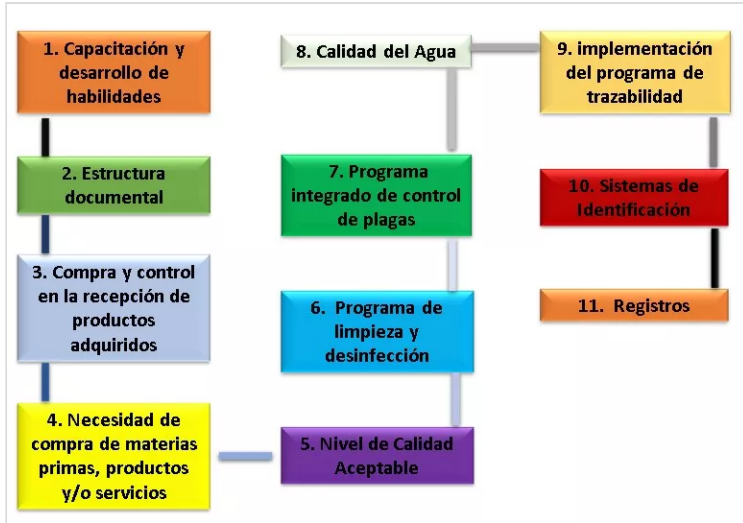 1. Capacitación y
desarrollo de
habilidades
2. Estructura
documental
3. Compra y control
en la recepción de
productos
adquiridos
4. Necesidad de
compra de materias
primas, productos
y/o servicios
5. Nivel de Calidad
Aceptable
6. Programa de
limpieza y
desinfección
7. Programa
integrado de control
de plagas
8. Calidad del Agua
9. implementación
del programa de
trazabilidad
10. Sistemas de
Identificación
11. Registros